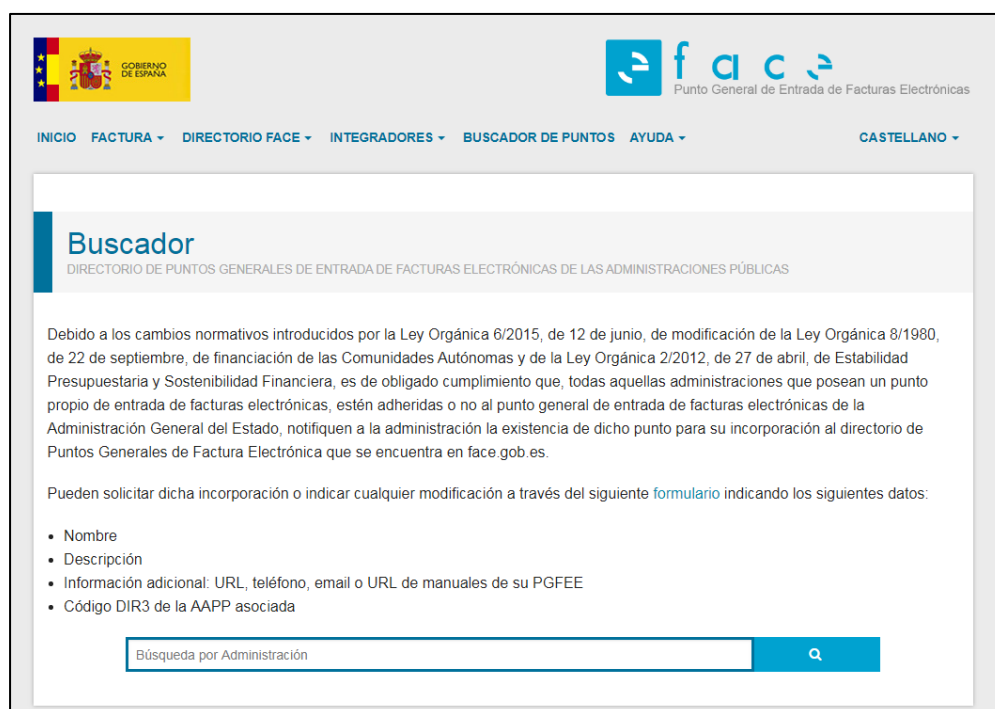 GOBIERNO
DE ESPAÑA
face
Punto General de Entrada de Facturas Electrónicas
INICIO FACTURA DIRECTORIO FACE INTEGRADORES BUSCADOR DE PUNTOS AYUDA CASTELLANO
Buscador
DIRECTORIO DE PUNTOS GENERALES DE ENTRADA DE FACTURAS ELECTRÓNICAS DE LAS ADMINISTRACIONES PÚBLICAS
Debido a los cambios normativos introducidos por la Ley Orgánica 6/2015, de 12 de junio, de modificación de la Ley Orgánica 8/1980,
de 22 de septiembre, de financiación de las Comunidades Autónomas y de la Ley Orgánica 2/2012, de 27 de abril, de Estabilidad
Presupuestaria y Sostenibilidad Financiera, es de obligado cumplimiento que, todas aquellas administraciones que posean un punto
propio de entrada de facturas electrónicas, estén adheridas o no al punto general de entrada de facturas electrónicas de la
Administración General del Estado, notifiquen a la administración la existencia de dicho punto para su incorporación al directorio de
Puntos Generales de Factura Electrónica que se encuentra en face.gob.es.
Pueden solicitar dicha incorporación o indicar cualquier modificación a través del siguiente formulario indicando los siguientes datos:
• Nombre
• Descripción
• Información adicional: URL, teléfono, email o URL de manuales de su PGFEE
• Código DIR3 de la AAPP asociada
Búsqueda por Administración